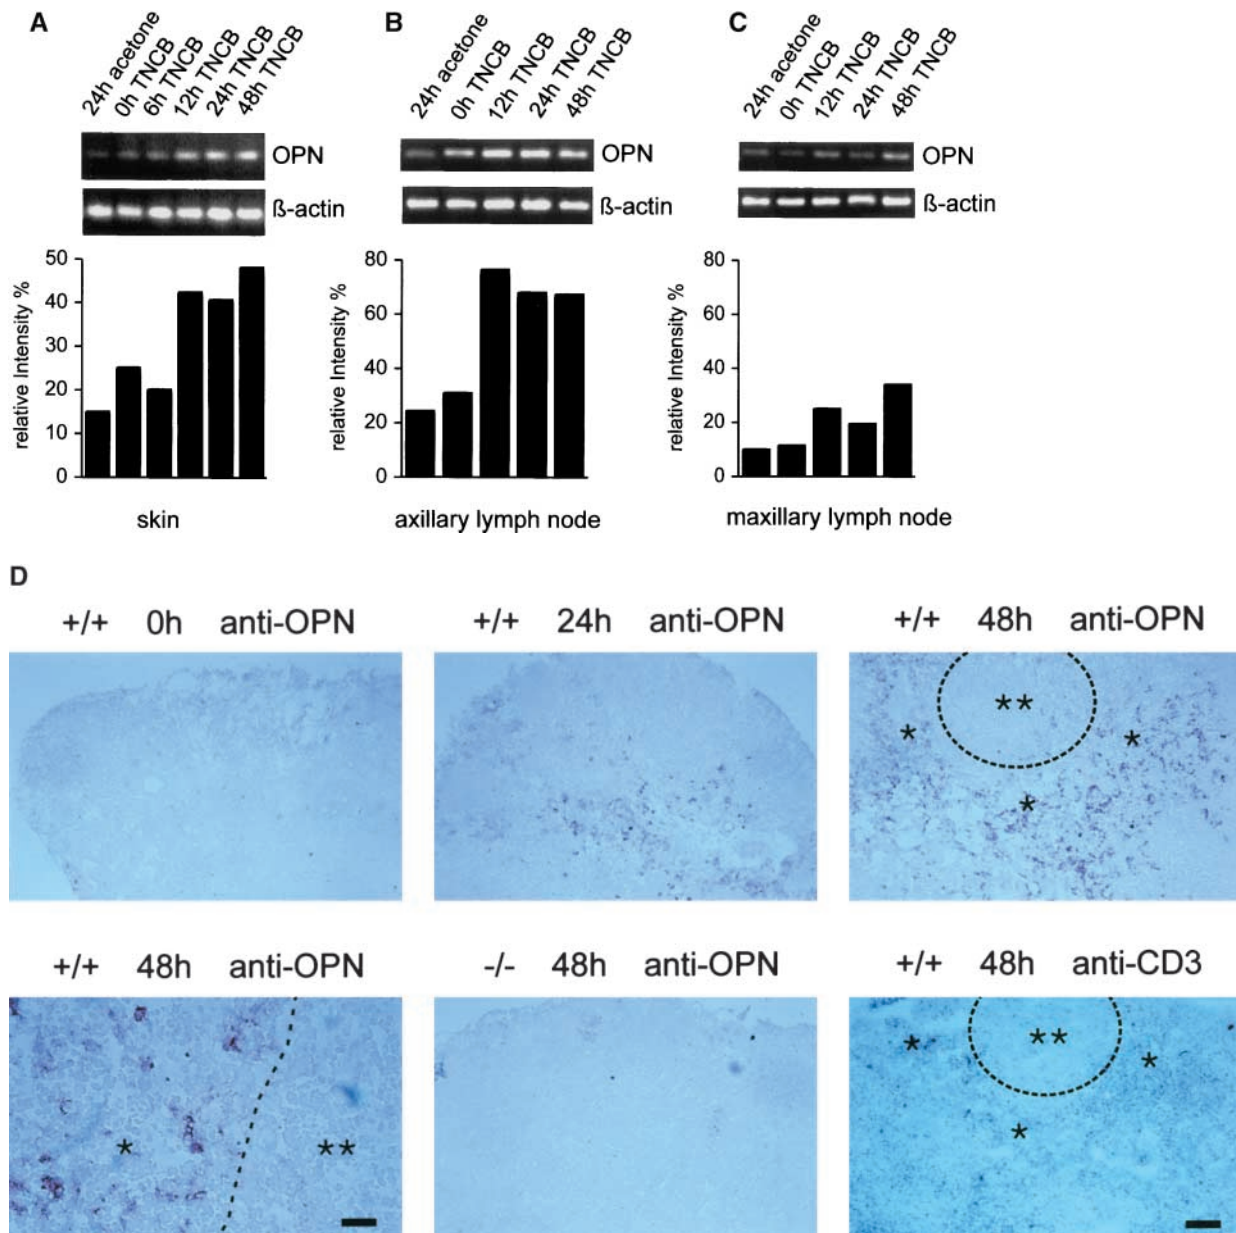 A
24h acetone
0h TNCB
6h TNCB
12h TNCB
24h TNCB
48h TNCB
OPN
ß-actin
relative Intensity %
50
40
30
20
10
0
skin
B
24h acetone
0h TNCB
12h TNCB
24h TNCB
48h TNCB
OPN
ß-actin
relative Intensity %
80
60
40
20
0
axillary lymph node
C
24h acetone
0h TNCB
12h TNCB
24h TNCB
48h TNCB
OPN
ß-actin
relative Intensity %
80
60
40
20
0
maxillary lymph node
D
+/+ 0h anti-OPN
+/+ 24h anti-OPN
+/+ 48h anti-OPN
**
*
*
*
+/+ 48h anti-OPN
*
**
-/- 48h anti-OPN
+/+ 48h anti-CD3
**
*
*
*